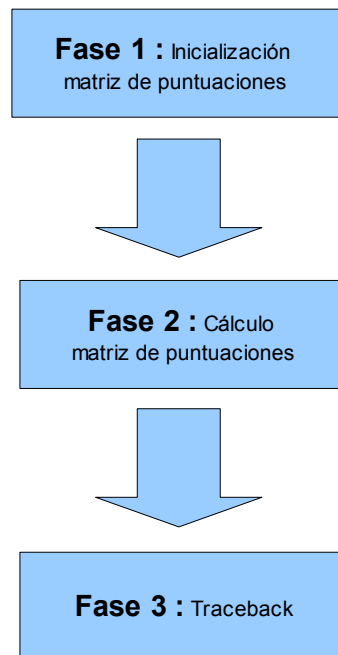 Fase 1 : Inicialización
matriz de puntuaciones
Fase 2 : Cálculo
matriz de puntuaciones
Fase 3 : Traceback